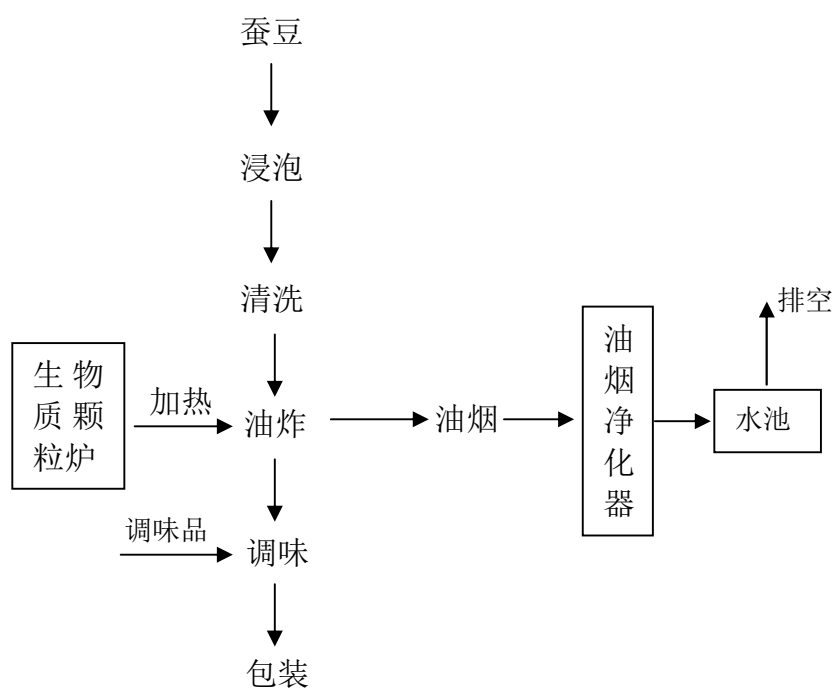 蚕豆
浸泡
清洗
排空
生物
质颗
粒炉
加热
油炸
油烟
油
烟
净
化
器
水池
调味品
调味
包装